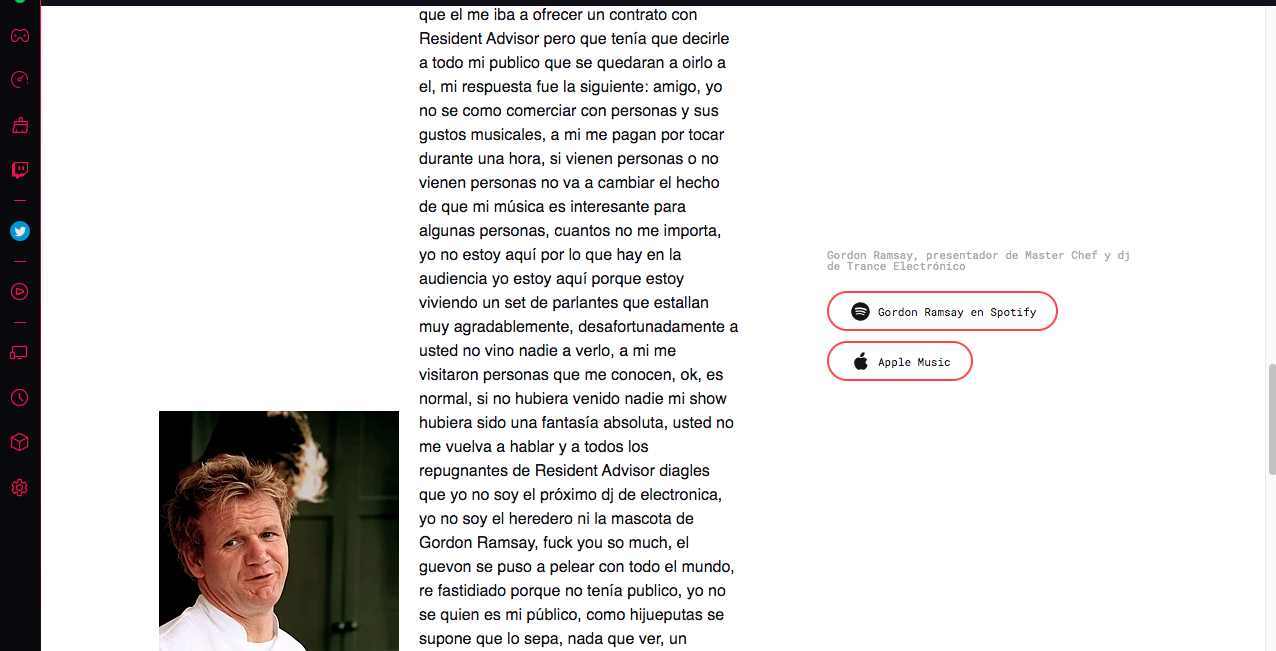 que el me iba a ofrecer un contrato con
Resident Advisor pero que tenía que decirle
a todo mi publico que se quedaran a oirlo a
el, mi respuesta fue la siguiente: amigo, yo
no se como comerciar con personas y sus
gustos musicales, a mi me pagan por tocar
durante una hora, si vienen personas o no
vienen personas no va a cambiar el hecho
de que mi música es interesante para
algunas personas, cuantos no me importa,
yo no estoy aquí por lo que hay en la
audiencia yo estoy aquí porque estoy
viviendo un set de parlantes que estallan
muy agradablemente, desafortunadamente a
usted no vino nadie a verlo, a mi me
visitaron personas que me conocen, ok, es
normal, si no hubiera venido nadie mi show
hubiera sido una fantasía absoluta, usted no
me vuelva a hablar y a todos los
repugnantes de Resident Advisor diagles
que yo no soy el próximo dj de electronica,
yo no soy el heredero ni la mascota de
Gordon Ramsay, fuck you so much, el
guevon se puso a pelear con todo el mundo,
re fastidiado porque no tenía publico, yo no
se quien es mi público, como hijueputas se
supone que lo sepa, nada que ver, un
Gordon Ramsay, presentador de Master Chef y dj
de Trance Electrónico
Gordon Ramsay en Spotify
Apple Music